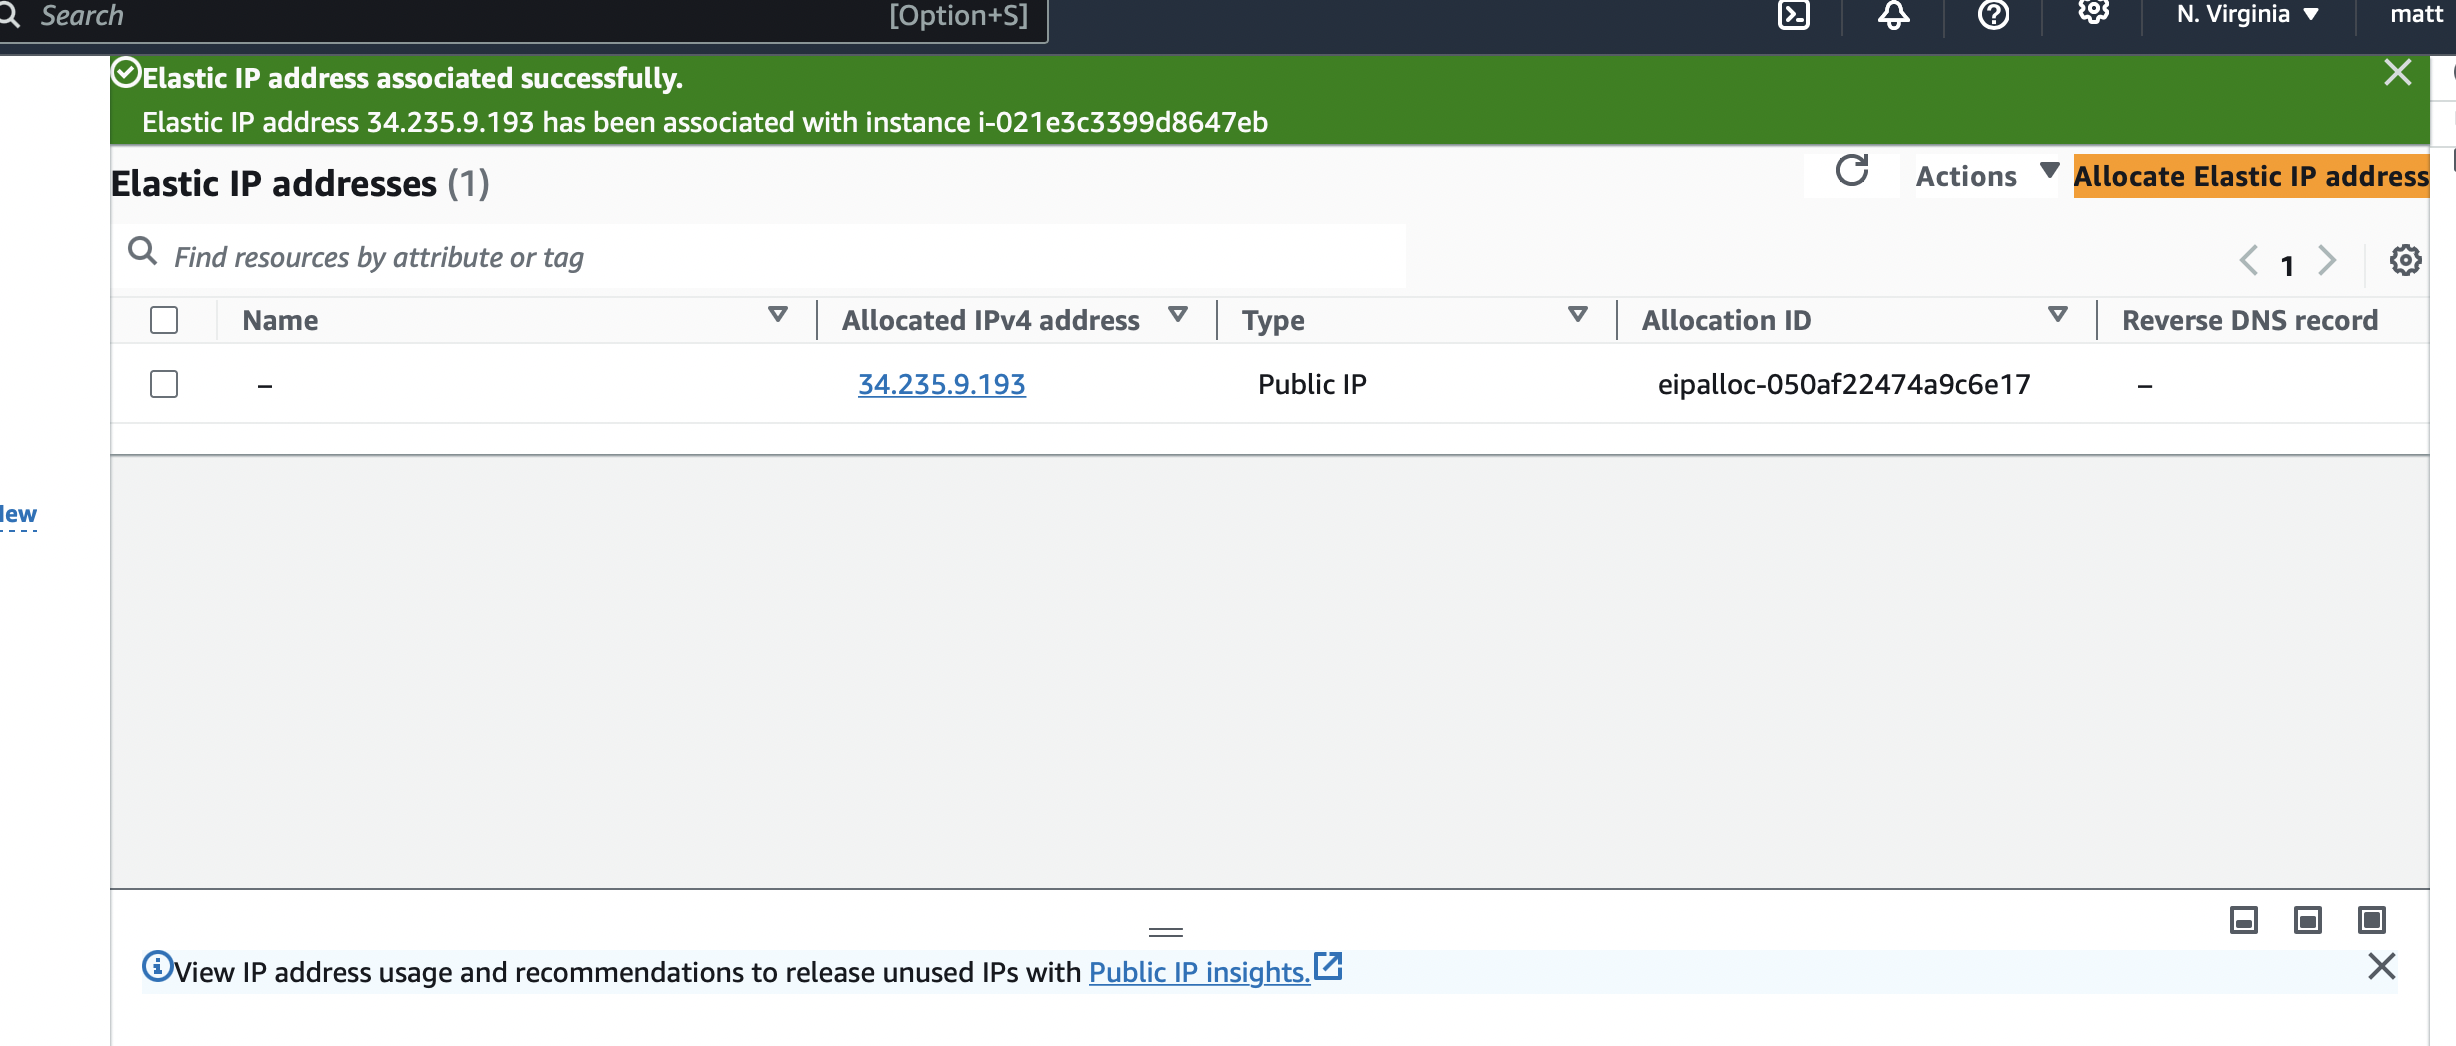 Search [Option+S] N. Virginia matt
Elastic IP address associated successfully.
Elastic IP address 34.235.9.193 has been associated with instance i-021e3c3399d8647eb
Elastic IP addresses (1) Actions Allocate Elastic IP address
Find resources by attribute or tag 1
Name Allocated IPv4 address Type Allocation ID Reverse DNS record
– 34.235.9.193 Public IP eipalloc-050af22474a9c6e17 –
ew
View IP address usage and recommendations to release unused IPs with Public IP insights.